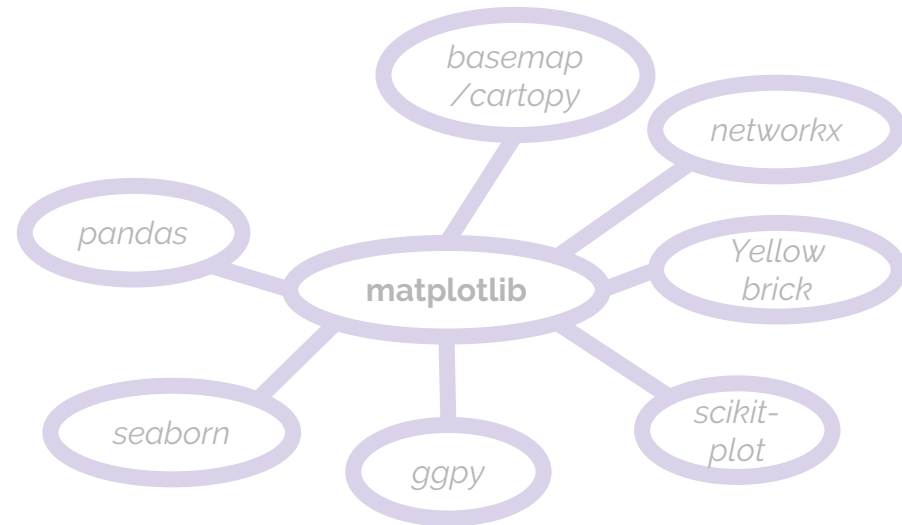 basemap
/cartopy
networkx
pandas
Yellow
brick
matplotlib
scikit-
plot
seaborn
ggpy